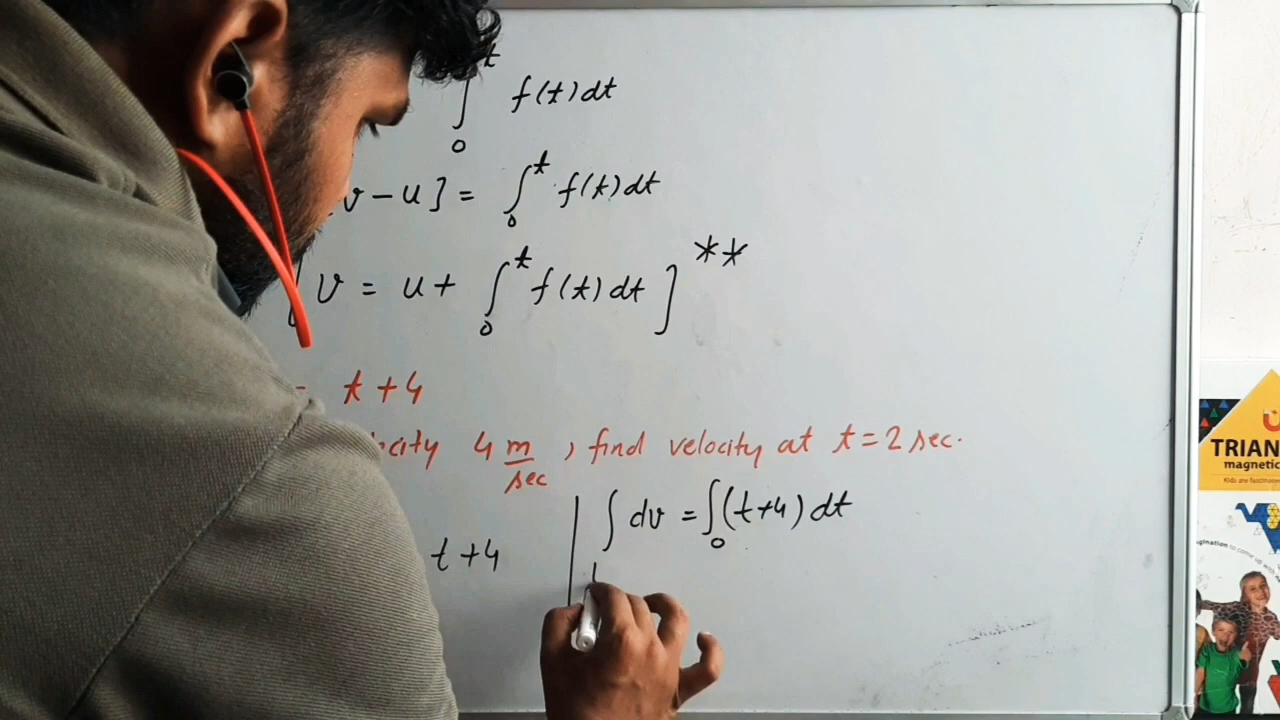 ∫₀ᵗ f(t)dt
v-u] = ∫₀ᵗ f(t)dt
v = u + ∫₀ᵗ f(t)dt] **
t+4
4 m/sec, find velocity at t=2 sec.
∫dv = ∫₀(t+4)dt
t+4
TRIAN
magnetic